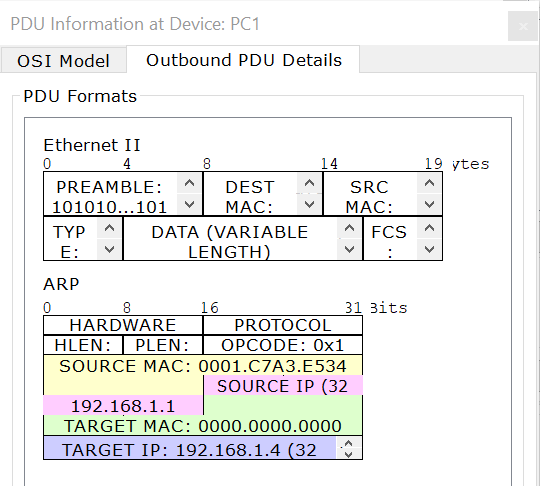 PDU Information at Device: PC1
OSI Model Outbound PDU Details
PDU Formats
Ethernet II
0 4 8 14 19 ytes
PREAMBLE: DEST SRC
101010...101 MAC: MAC:
TYP DATA (VARIABLE FCS
E: LENGTH) :
ARP
0 8 16 31 Bits
HARDWARE PROTOCOL
HLEN: PLEN: OPCODE: 0x1
SOURCE MAC: 0001.C7A3.E534
SOURCE IP (32
192.168.1.1
TARGET MAC: 0000.0000.0000
TARGET IP: 192.168.1.4 (32